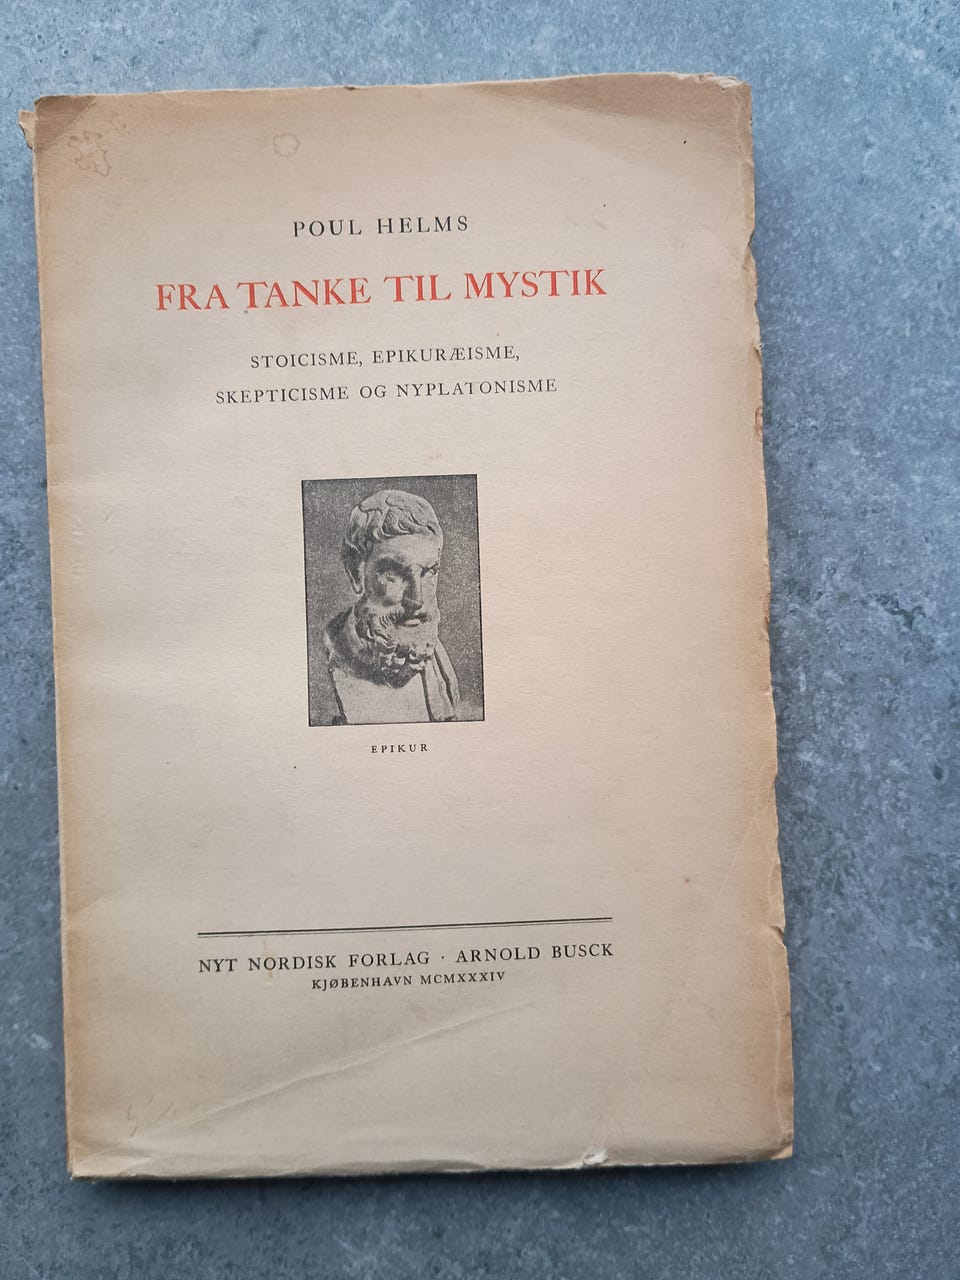 POUL HELMS
FRA TANKE TIL MYSTIK
STOICISME, EPIKURÆISME,
SKEPTICISME OG NYPLATONISME
EPIKUR
NYT NORDISK FORLAG · ARNOLD BUSCK
KJØBENHAVN MCMXXXIV